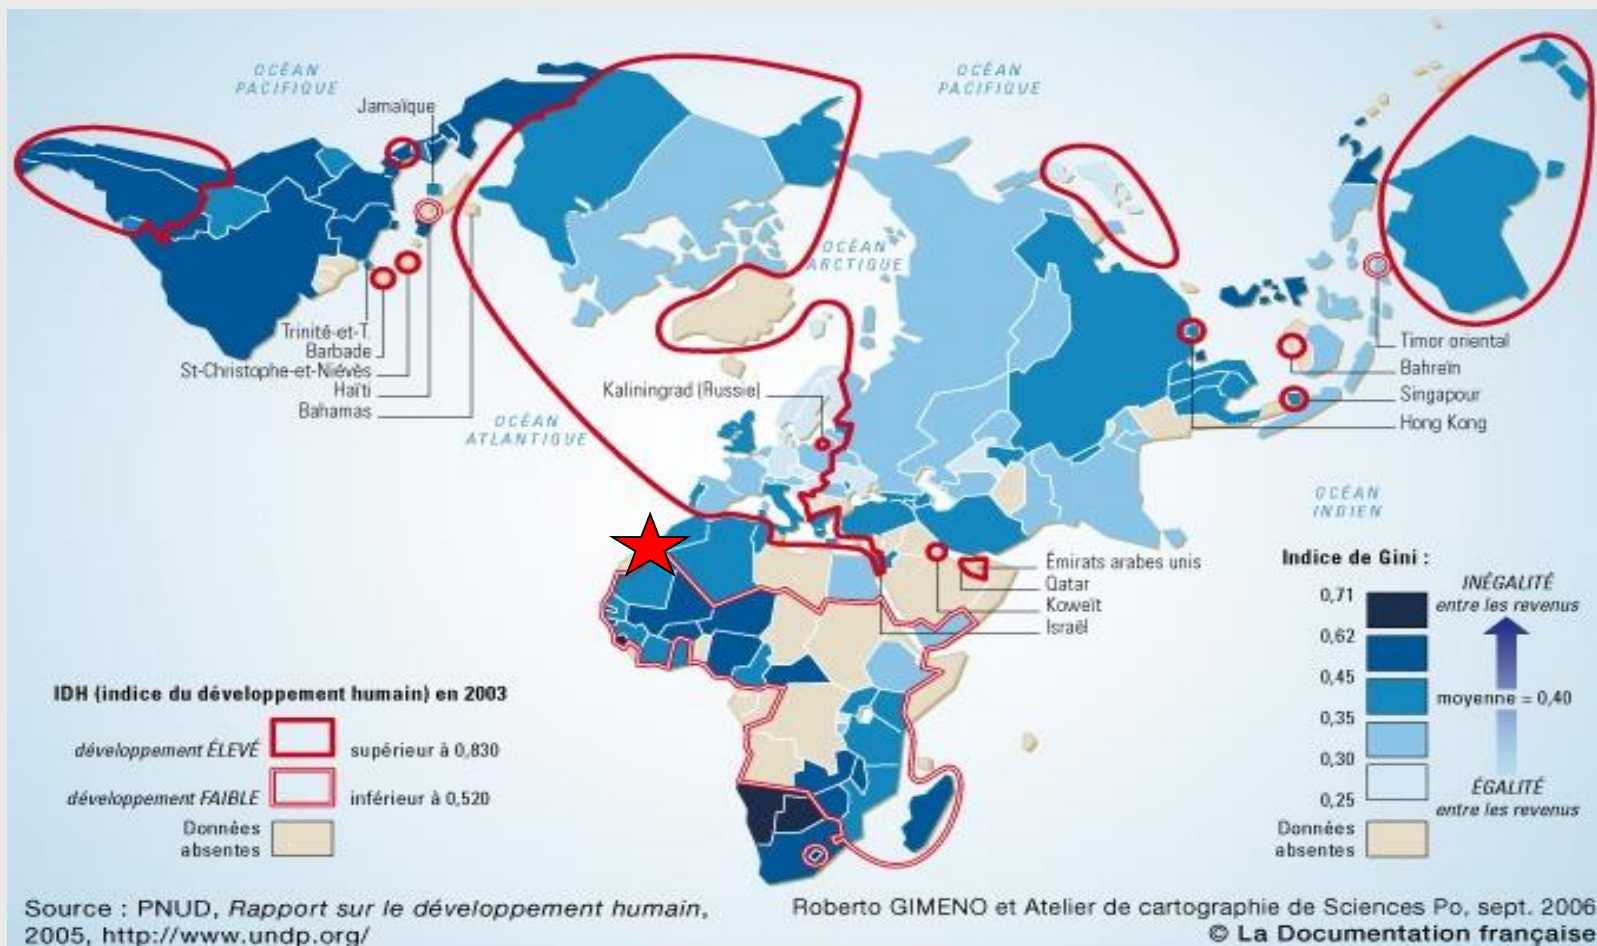 OCÉAN
PACIFIQUE
OCÉAN
PACIFIQUE
Jamaïque
OCÉAN
ARCTIQUE
Trinité-et-T.
Barbade
St-Christophe-et-Niévès
Haïti
Bahamas
Kaliningrad (Russie)
OCÉAN
ATLANTIQUE
Timor oriental
Bahreïn
Singapour
Hong Kong
OCÉAN
INDIEN
Émirats arabes unis
Qatar
Koweït
Israël
IDH (indice du développement humain) en 2003
développement ÉLEVÉ supérieur à 0,830
développement FAIBLE inférieur à 0,520
Données
absentes
Indice de Gini :
0,71
0,62
0,45
0,35
0,30
0,25
INÉGALITÉ
entre les revenus
moyenne = 0,40
ÉGALITÉ
entre les revenus
Données
absentes
Source : PNUD, Rapport sur le développement humain,
2005, http://www.undp.org/
Roberto GIMENO et Atelier de cartographie de Sciences Po, sept. 2006
© La Documentation française